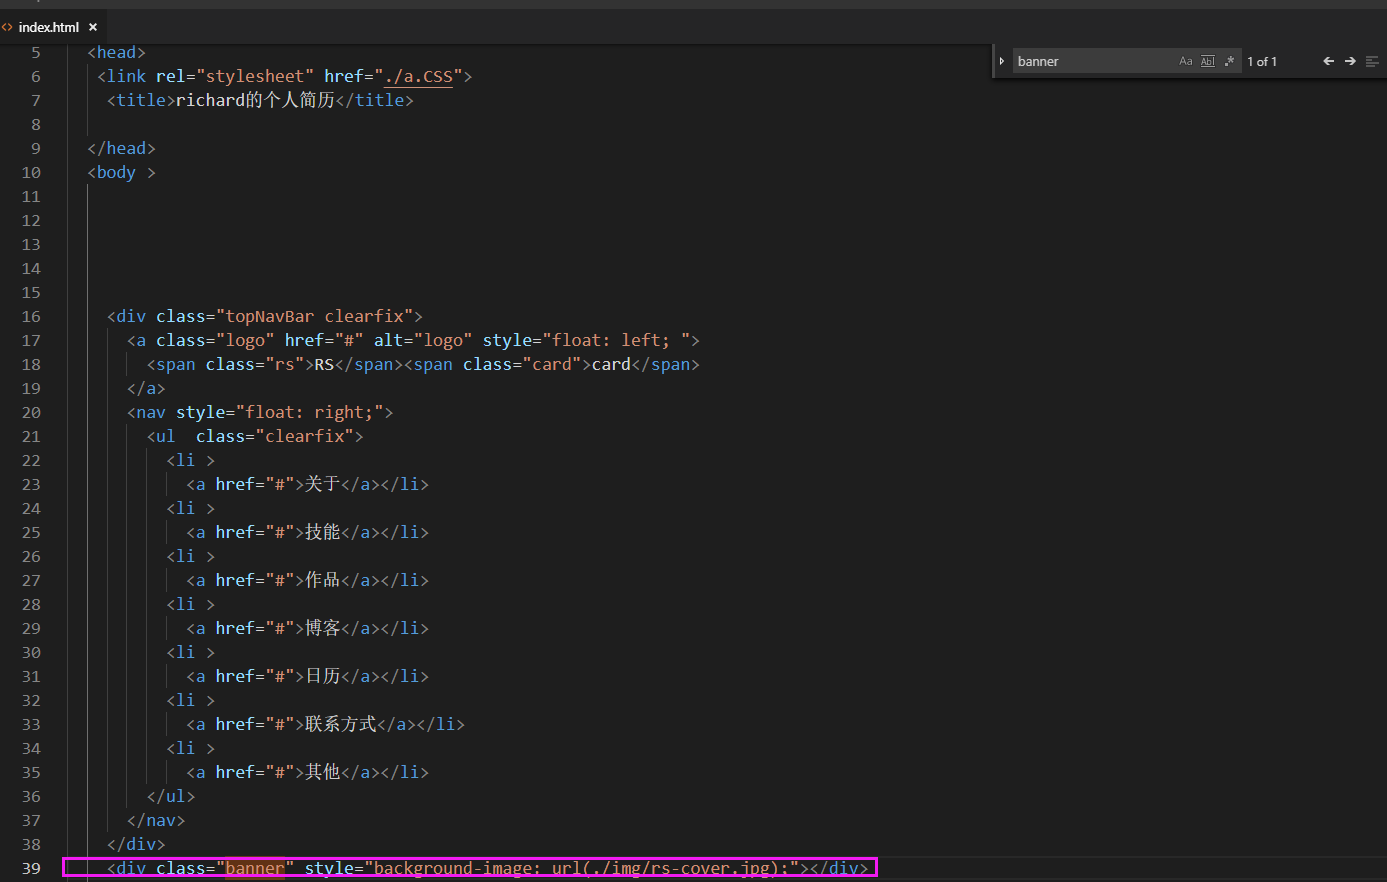 <> index.html ×
banner Aa Abl .* 1 of 1
5 <head>
6 <link rel="stylesheet" href="./a.CSS">
7 <title>richard的个人简历</title>
8
9 </head>
10 <body >
11
12
13
14
15
16 <div class="topNavBar clearfix">
17 <a class="logo" href="#" alt="logo" style="float: left; ">
18 <span class="rs">RS</span><span class="card">card</span>
19 </a>
20 <nav style="float: right;">
21 <ul  class="clearfix">
22 <li >
23 <a href="#">关于</a></li>
24 <li >
25 <a href="#">技能</a></li>
26 <li >
27 <a href="#">作品</a></li>
28 <li >
29 <a href="#">博客</a></li>
30 <li >
31 <a href="#">日历</a></li>
32 <li >
33 <a href="#">联系方式</a></li>
34 <li >
35 <a href="#">其他</a></li>
36 </ul>
37 </nav>
38 </div>
39 <div class="banner" style="background-image: url(./img/rs-cover.jpg);"></div>